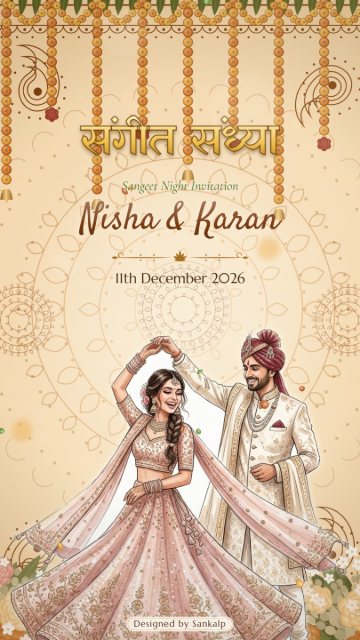 संगीत संध्या
Sangeet Night Invitation
Nisha & Karan
11th December 2026
Designed by Sankalp